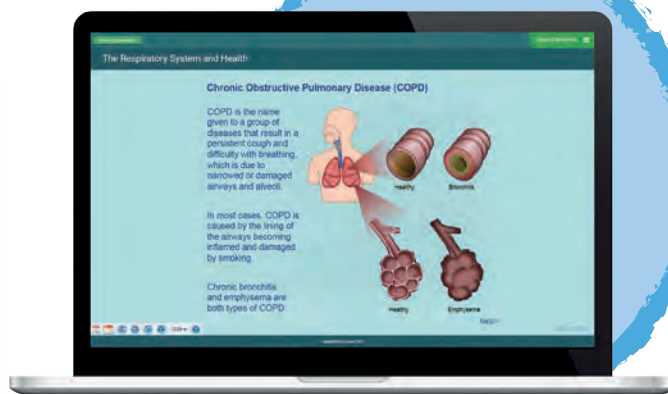 The Respiratory System and Health
Chronic Obstructive Pulmonary Disease (COPD)
COPD is the name
given to a group of
diseases that result in a
persistent cough and
difficulty with breathing,
which is due to
narrowed or damaged
airways and alveoli.
In most cases, COPD is
caused by the lining of
the airways becoming
inflamed and damaged
by smoking.
Chronic bronchitis
and emphysema are
both types of COPD.
Healthy
Bronchitis
Healthy
Emphysema